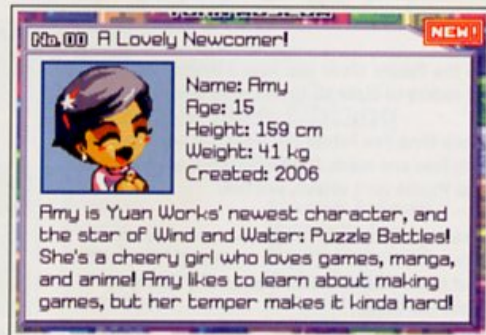 No. 00 A Lovely Newcomer!
NEW!
Name: Amy
Age: 15
Height: 159 cm
Weight: 41 kg
Created: 2006
Amy is Yuan Works' newest character, and
the star of Wind and Water: Puzzle Battles!
She's a cheery girl who loves games, manga,
and anime! Amy likes to learn about making
games, but her temper makes it kinda hard!